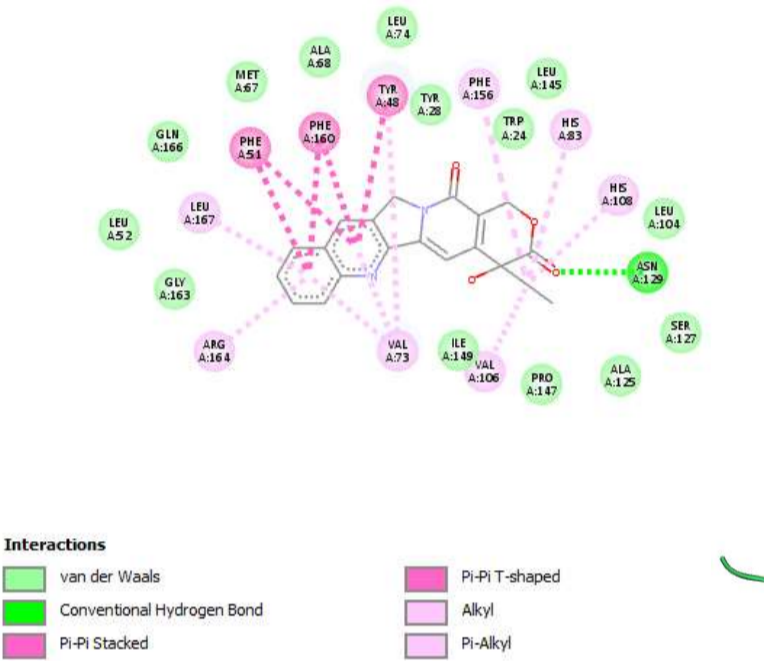 LEU
A:74
ALA
A:68
MET
A:67
TYR
A:48
TYR
A:28
PHE
A:156
LEU
A:145
TRP
A:24
HIS
A:83
GLN
A:166
PHE
A:51
PHE
A:160
LEU
A:167
HIS
A:108
LEU
A:104
LEU
A:52
O
N
O
O
O
N
ASN
A:129
GLY
A:163
O
SER
A:127
ARG
A:164
VAL
A:73
ILE
A:149
VAL
A:106
PRO
A:147
ALA
A:125
Interactions
van der Waals
Conventional Hydrogen Bond
Pi-Pi Stacked
Pi-Pi T-shaped
Alkyl
Pi-Alkyl